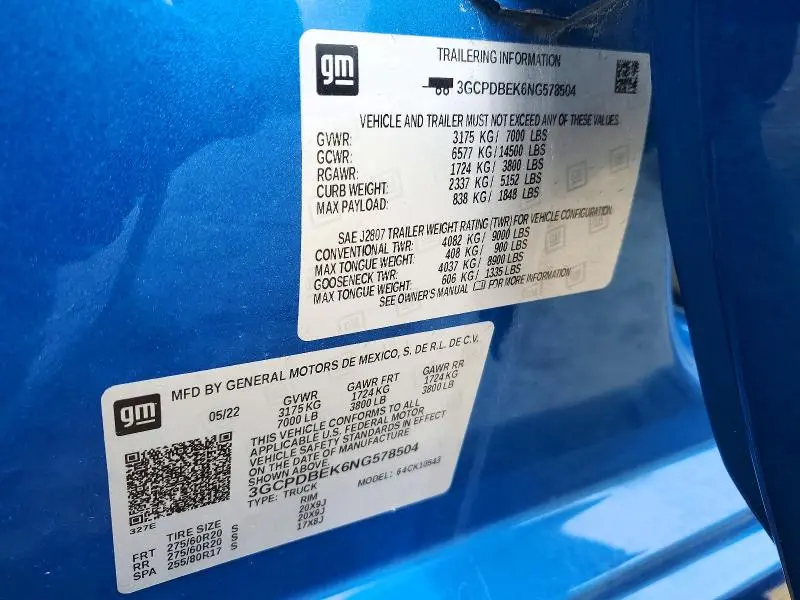 gm
TRAILERING INFORMATION
3GCPDBEK6NG578504
VEHICLE AND TRAILER MUST NOT EXCEED ANY OF THESE VALUES.
GVWR: 3175 KG/ 7000 LBS
GCWR: 6577 KG/ 14500 LBS
RGAWR: 1724 KG/ 3800 LBS
CURB WEIGHT: 2337 KG/ 5152 LBS
MAX PAYLOAD: 838 KG/ 1848 LBS
SAE J2807 TRAILER WEIGHT RATING (TWR) FOR VEHICLE CONFIGURATION.
CONVENTIONAL TWR: 4082 KG/ 9000 LBS
MAX TONGUE WEIGHT: 408 KG/ 900 LBS
GOOSENECK TWR: 4037 KG/ 8900 LBS
MAX TONGUE WEIGHT: 606 KG/ 1335 LBS
SEE OWNER'S MANUAL FOR MORE INFORMATION
gm
MFD BY GENERAL MOTORS DE MEXICO, S. DE R.L. DE C.V.
05/22 GVWR GAWR FRT GAWR RR
3175 KG 1724 KG 1724 KG
7000 LB 3800 LB 3800 LB
THIS VEHICLE CONFORMS TO ALL
APPLICABLE U.S. FEDERAL MOTOR
VEHICLE SAFETY STANDARDS IN EFFECT
ON THE DATE OF MANUFACTURE
SHOWN ABOVE.
3GCPDBEK6NG578504
TYPE: TRUCK MODEL: 64CK10543
327E
TIRE SIZE RIM
FRT 275/60R20 S 20X9J
RR 275/60R20 S 20X9J
SPA 255/80R17 S 17X8J